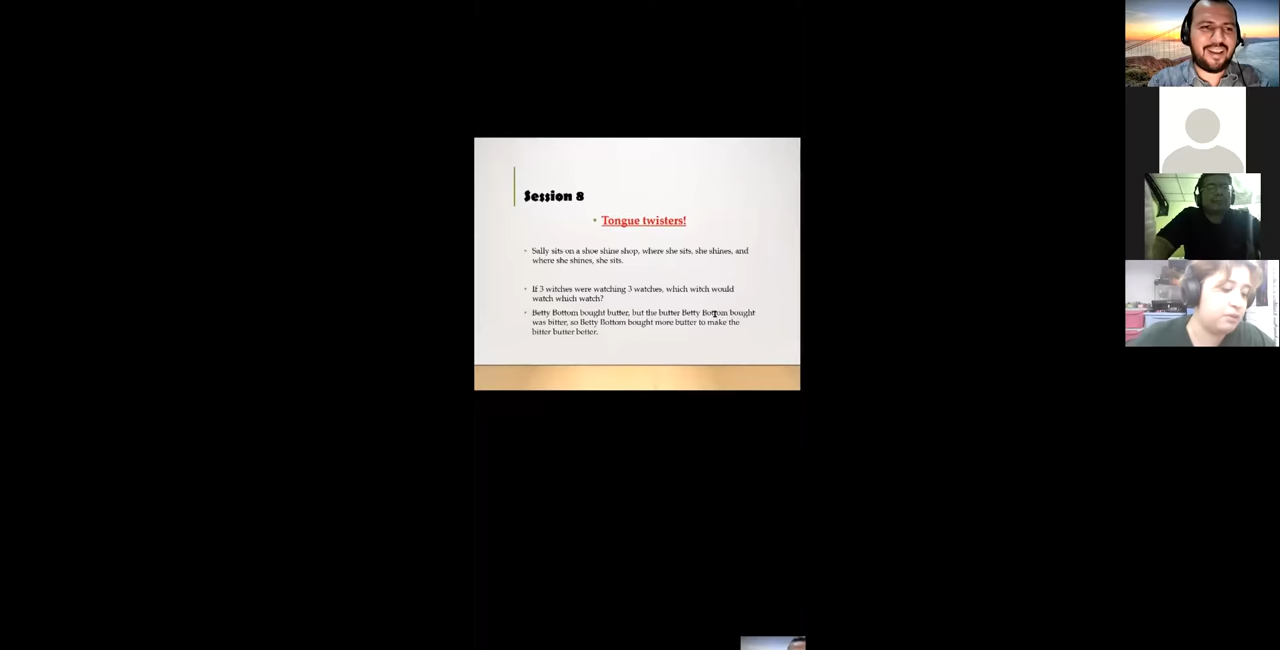 Session 8
• Tongue twisters!
• Sally sits on a shoe shine shop, where she sits, she shines, and
where she shines, she sits.
• If 3 witches were watching 3 watches, which witch would
watch which watch?
• Betty Bottom bought butter, but the butter Betty Bottom bought
was bitter, so Betty Bottom bought more butter to make the
bitter butter better.